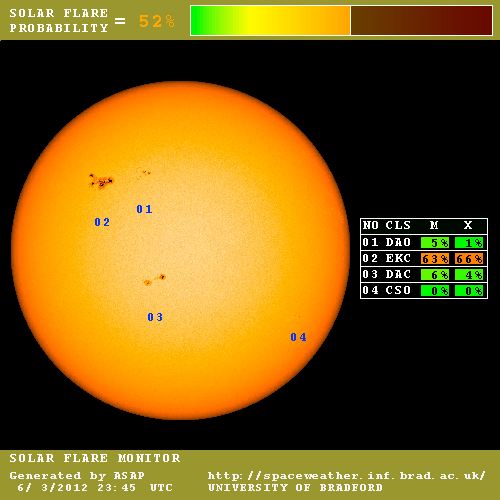 SOLAR FLARE
PROBABILITY = 52%
01
02
03
04
NO CLS M X
01 DAO 5% 1%
02 EKC 63% 66%
03 DAC 6% 4%
04 CSO 0% 0%
SOLAR FLARE MONITOR
Generated by ASAP http://spaceweather.inf.brad.ac.uk/
6/ 3/2012 23:45 UTC UNIVERSITY OF BRADFORD